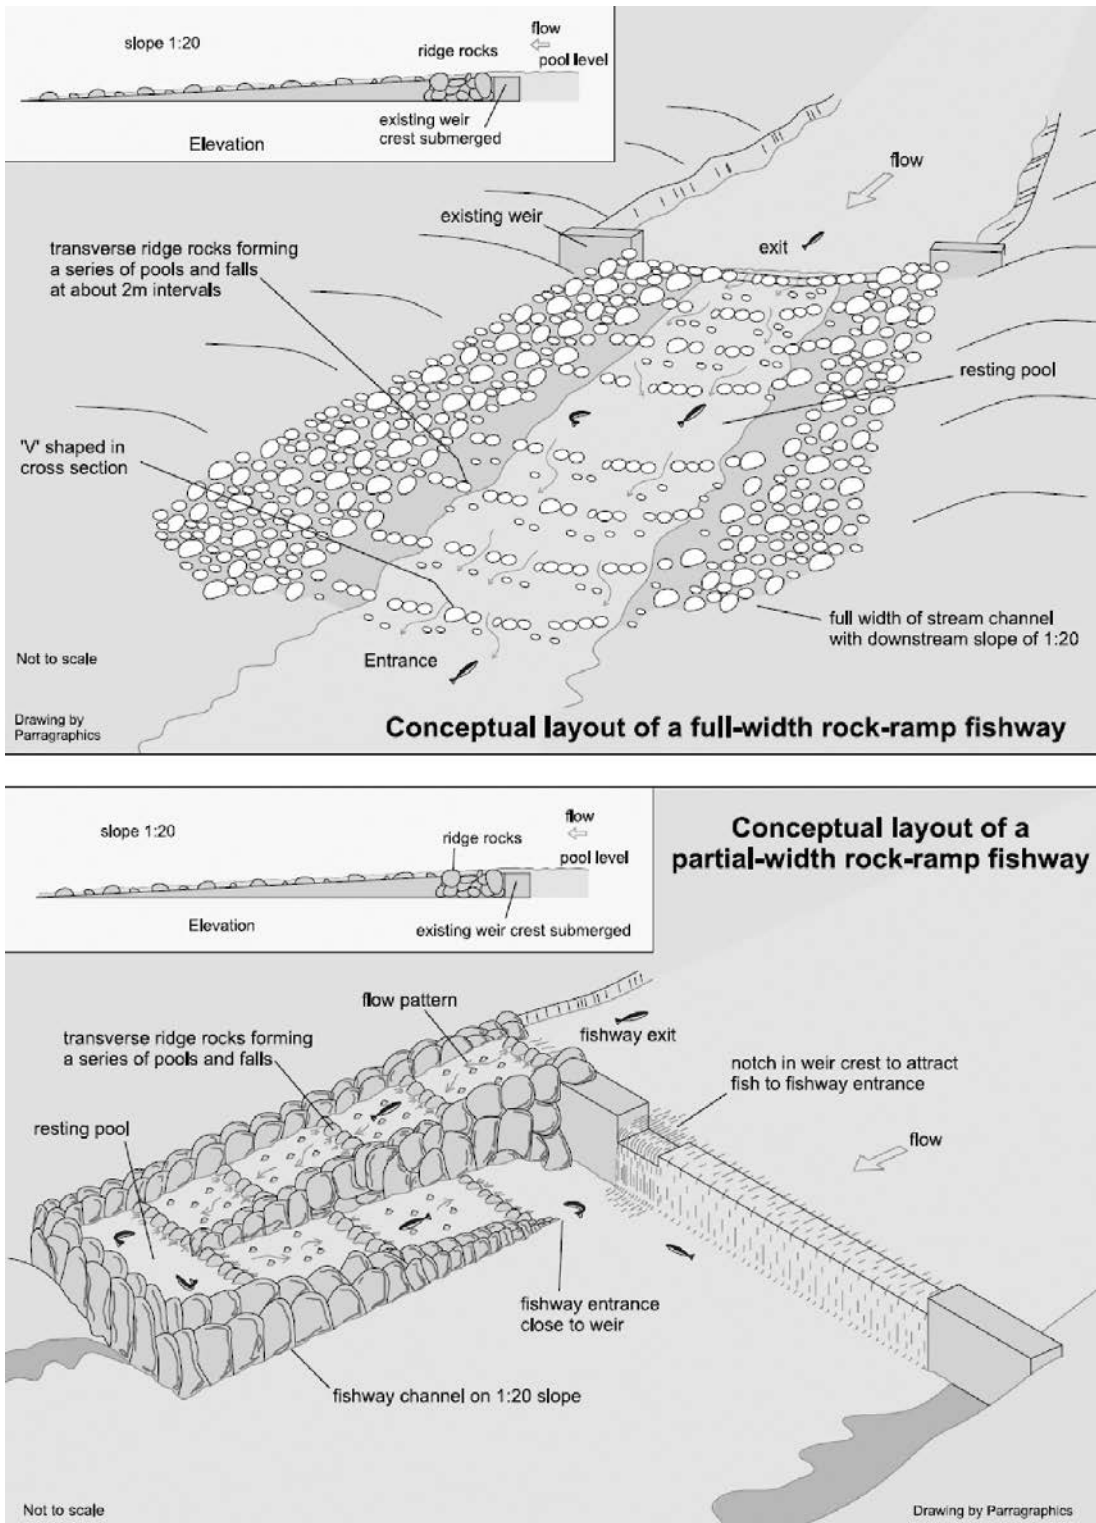 slope 1:20
ridge rocks
flow
pool level
existing weir
crest submerged
Elevation
flow
existing weir
exit
transverse ridge rocks forming
a series of pools and falls
at about 2m intervals
resting pool
'V' shaped in
cross section
full width of stream channel
with downstream slope of 1:20
Not to scale
Entrance
Drawing by
Parragraphics
Conceptual layout of a full-width rock-ramp fishway
slope 1:20
ridge rocks
flow
pool level
Elevation
existing weir crest submerged
Conceptual layout of a
partial-width rock-ramp fishway
flow pattern
fishway exit
transverse ridge rocks forming
a series of pools and falls
notch in weir crest to attract
fish to fishway entrance
resting pool
flow
fishway entrance
close to weir
fishway channel on 1:20 slope
Not to scale
Drawing by Parragraphics